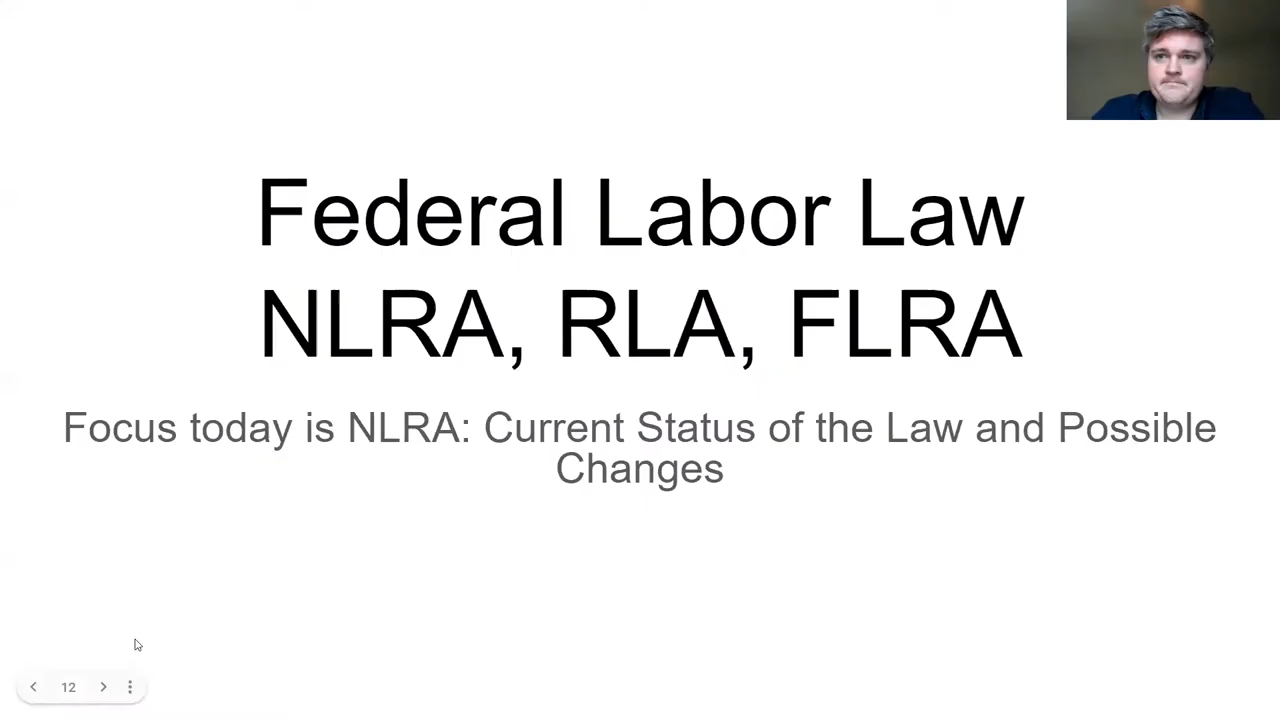 Federal Labor Law
NLRA, RLA, FLRA
Focus today is NLRA: Current Status of the Law and Possible
Changes
12